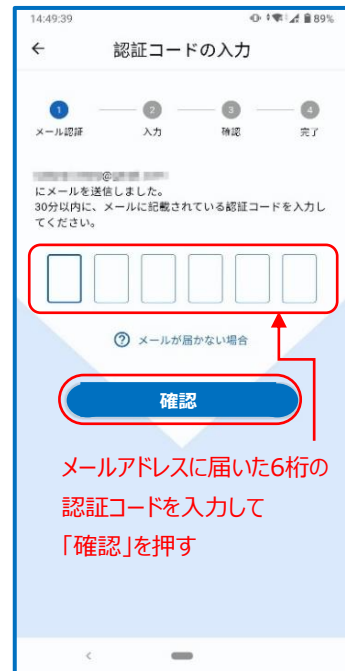 14:49:39 89%
認証コードの入力
1 2 3 4
メール認証 入力 確認 完了
にメールを送信しました。
30分以内に、メールに記載されている認証コードを入力し
てください。
? メールが届かない場合
確認
メールアドレスに届いた6桁の
認証コードを入力して
「確認」を押す